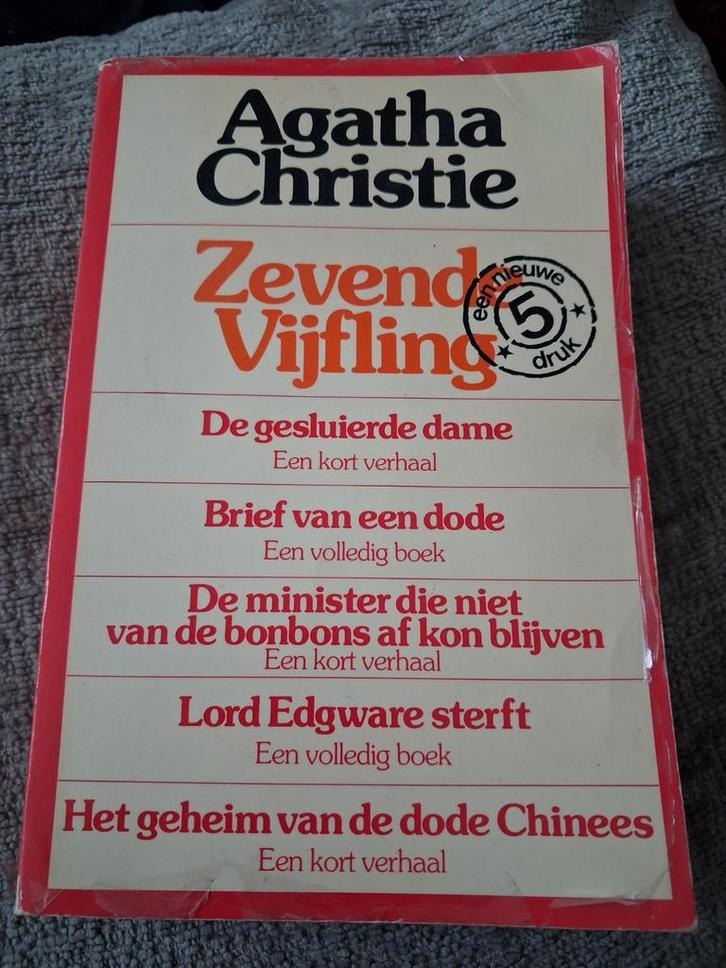 Agatha
Christie
Zevende
Vijfling
een nieuwe
5
druk
De gesluierde dame
Een kort verhaal
Brief van een dode
Een volledig boek
De minister die niet
van de bonbons af kon blijven
Een kort verhaal
Lord Edgware sterft
Een volledig boek
Het geheim van de dode Chinees
Een kort verhaal